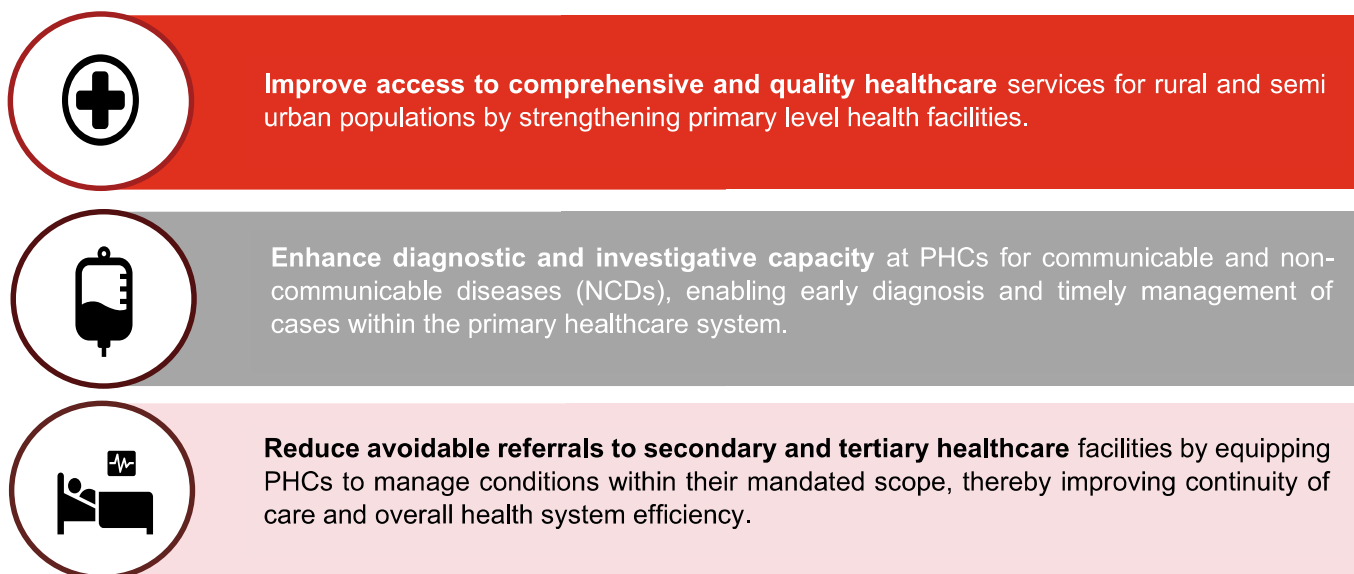 Improve access to comprehensive and quality healthcare services for rural and semi
urban populations by strengthening primary level health facilities.
Enhance diagnostic and investigative capacity at PHCs for communicable and non-
communicable diseases (NCDs), enabling early diagnosis and timely management of
cases within the primary healthcare system.
Reduce avoidable referrals to secondary and tertiary healthcare facilities by equipping
PHCs to manage conditions within their mandated scope, thereby improving continuity of
care and overall health system efficiency.